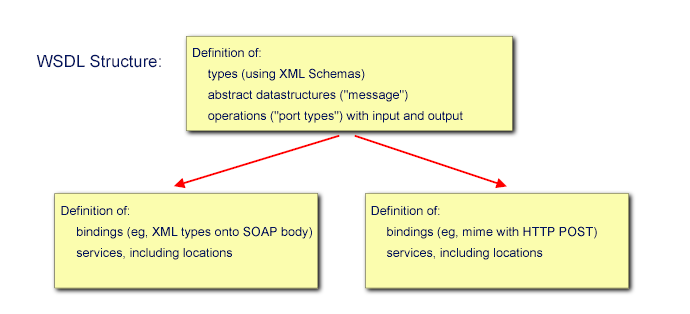 WSDL Structure:
Definition of:
types (using XML Schemas)
abstract datastructures ("message")
operations ("port types") with input and output
Definition of:
bindings (eg, XML types onto SOAP body)
services, including locations
Definition of:
bindings (eg, mime with HTTP POST)
services, including locations